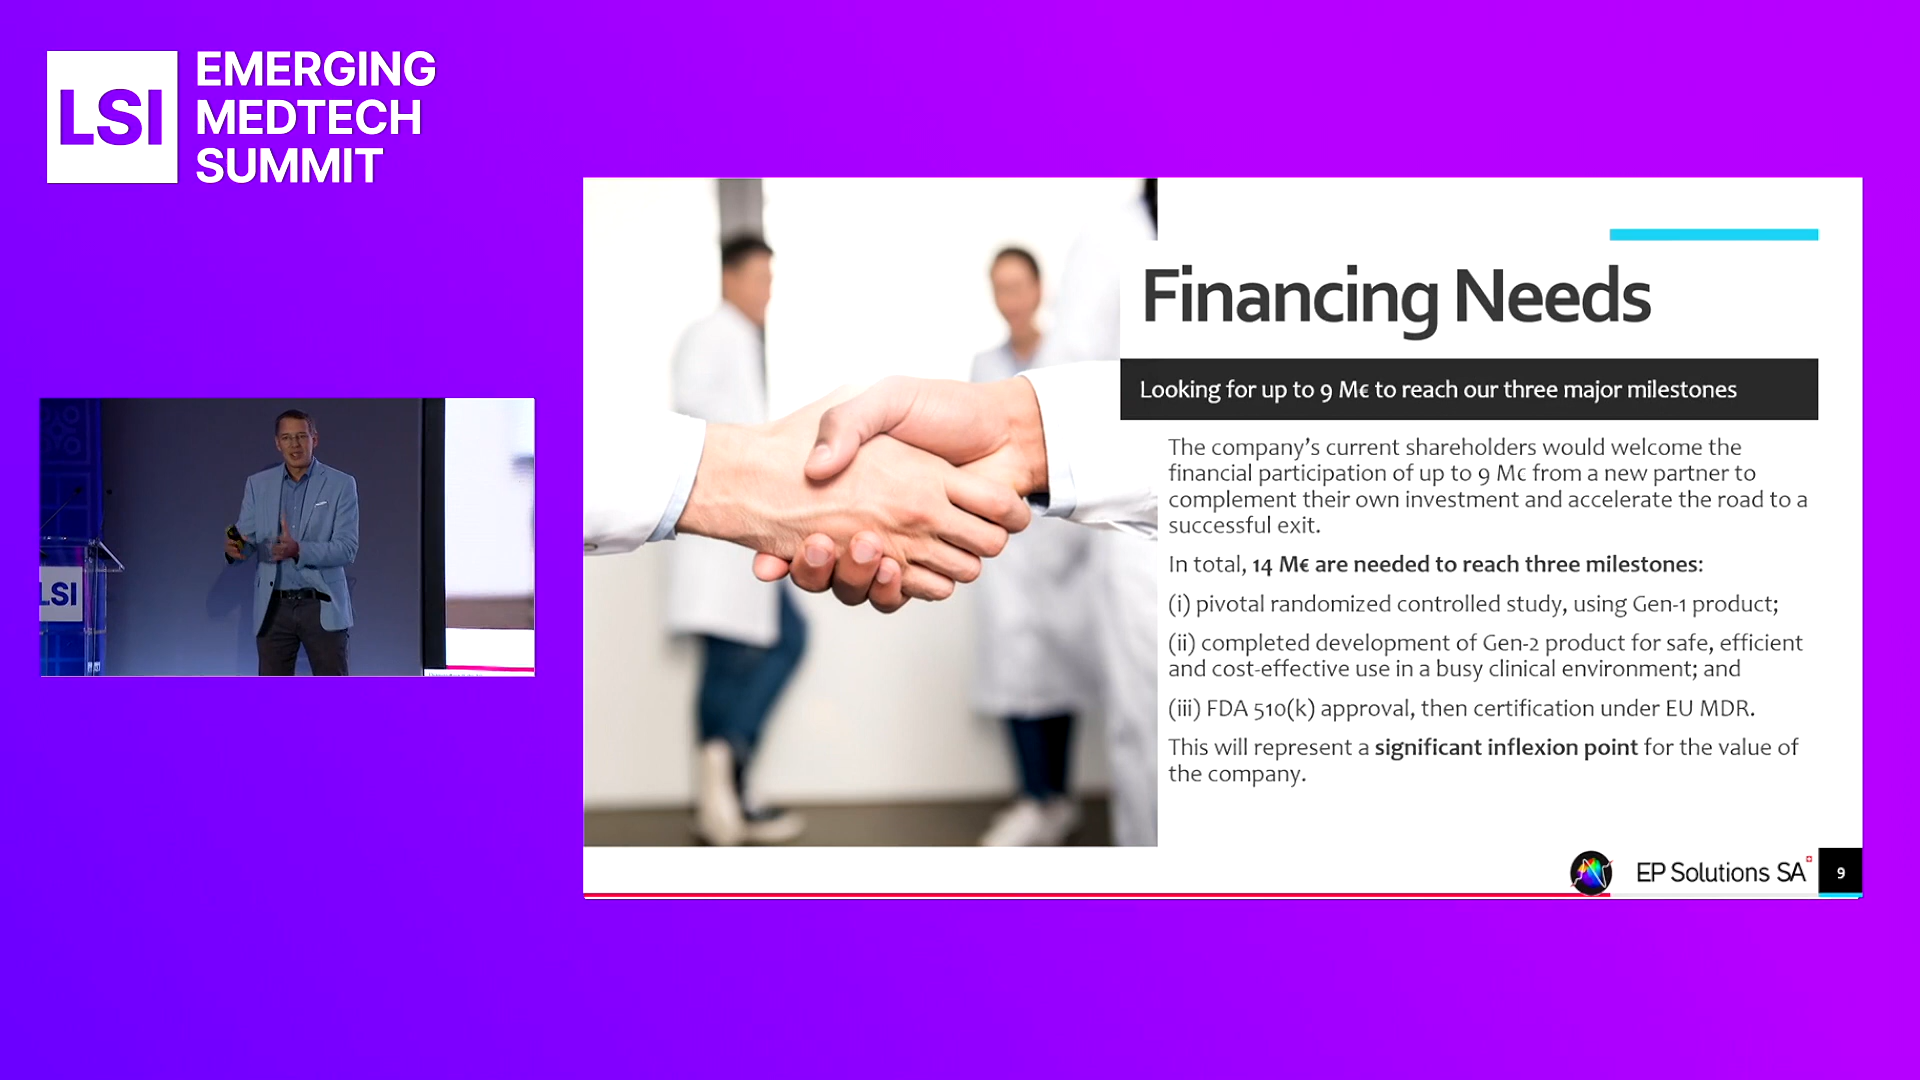 LSI
EMERGING
MEDTECH
SUMMIT
LSI
Financing Needs
Looking for up to 9 M€ to reach our three major milestones
The company's current shareholders would welcome the
financial participation of up to 9 M€ from a new partner to
complement their own investment and accelerate the road to a
successful exit.
In total, 14 M€ are needed to reach three milestones:
(i) pivotal randomized controlled study, using Gen-1 product;
(ii) completed development of Gen-2 product for safe, efficient
and cost-effective use in a busy clinical environment; and
(iii) FDA 510(k) approval, then certification under EU MDR.
This will represent a significant inflexion point for the value of
the company.
EP Solutions SA
9